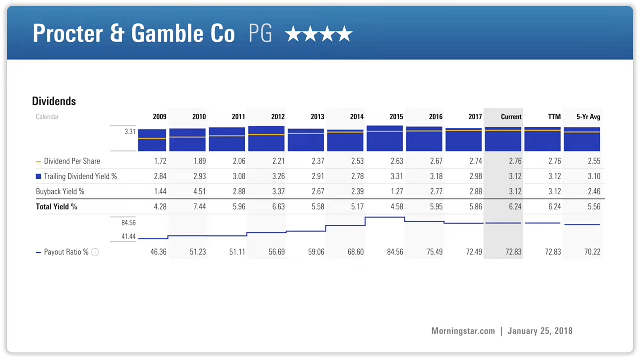 Procter & Gamble Co PG ★★★★
Dividends
Calendar 2009 2010 2011 2012 2013 2014 2015 2016 2017 Current TTM 5-Yr Avg
3.31
Dividend Per Share 1.72 1.89 2.06 2.21 2.37 2.53 2.63 2.67 2.74 2.76 2.76 2.55
Trailing Dividend Yield % 2.84 2.93 3.08 3.26 2.91 2.78 3.31 3.18 2.98 3.12 3.12 3.10
Buyback Yield % 1.44 4.51 2.88 3.37 2.67 2.39 1.27 2.77 2.88 3.12 3.12 2.46
Total Yield % 4.28 7.44 5.96 6.63 5.58 5.17 4.58 5.95 5.86 6.24 6.24 5.56
84.56
41.44
Payout Ratio % 46.36 51.23 51.11 56.69 59.06 68.60 84.56 75.49 72.49 72.83 72.83 70.22
Morningstar.com | January 25, 2018